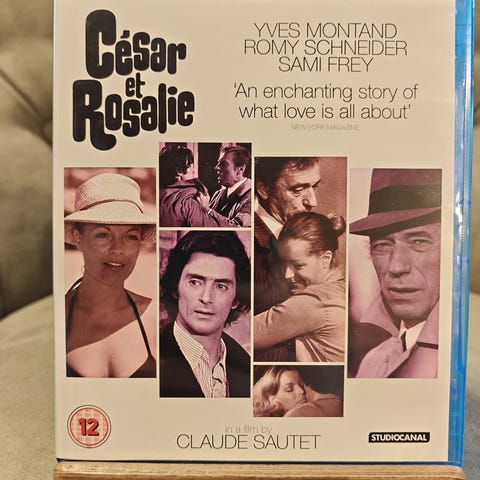 César
et
Rosalie
YVES MONTAND
ROMY SCHNEIDER
SAMI FREY
'An enchanting story of
what love is all about'
NEW YORK MAGAZINE
12
in a film by
CLAUDE SAUTET
STUDIOCANAL